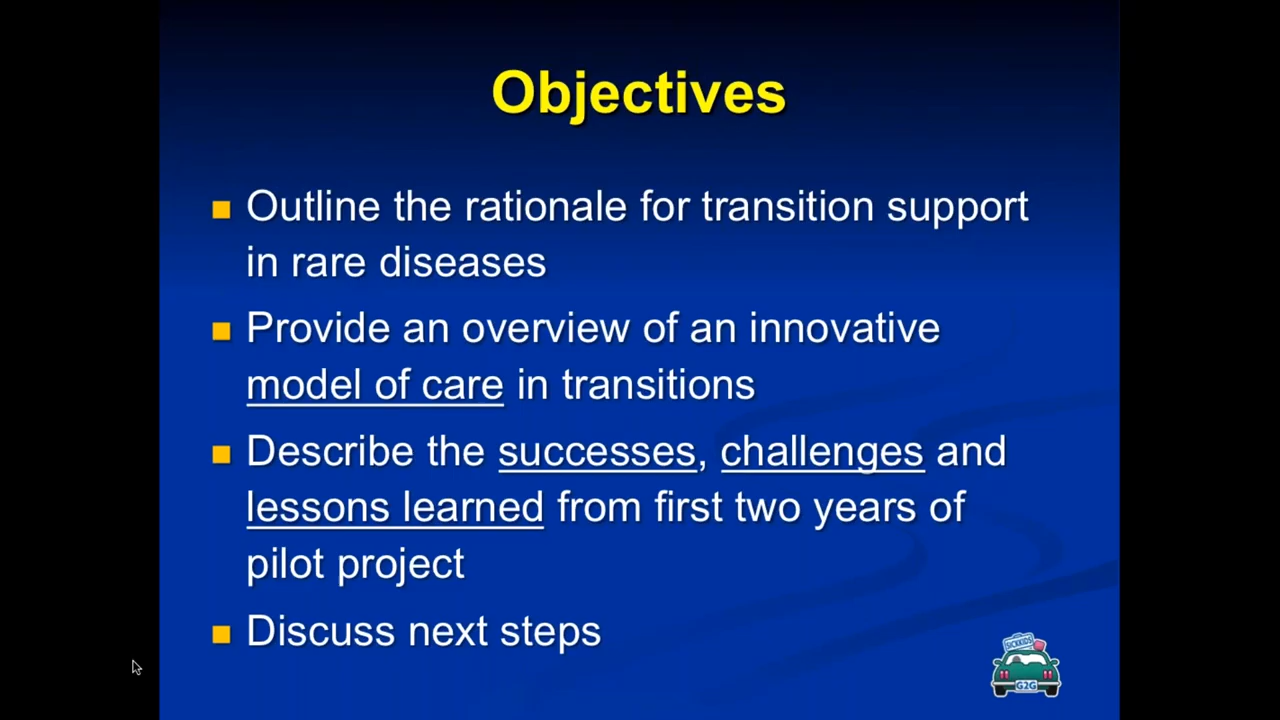 Objectives
Outline the rationale for transition support
in rare diseases
Provide an overview of an innovative
model of care in transitions
Describe the successes, challenges and
lessons learned from first two years of
pilot project
Discuss next steps
SICKKIDS
G2G